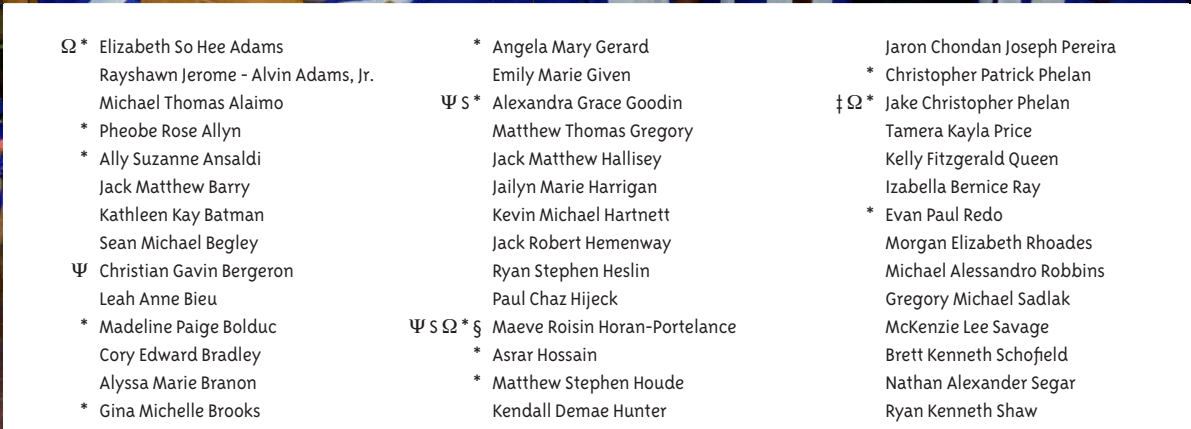 Ω * Elizabeth So Hee Adams
Rayshawn Jerome - Alvin Adams, Jr.
Michael Thomas Alaimo
* Pheobe Rose Allyn
* Ally Suzanne Ansaldi
Jack Matthew Barry
Kathleen Kay Batman
Sean Michael Begley
Ψ Christian Gavin Bergeron
Leah Anne Bieu
* Madeline Paige Bolduc
Cory Edward Bradley
Alyssa Marie Branon
* Gina Michelle Brooks
* Angela Mary Gerard
Emily Marie Given
Ψ S * Alexandra Grace Goodin
Matthew Thomas Gregory
Jack Matthew Hallisey
Jailyn Marie Harrigan
Kevin Michael Hartnett
Jack Robert Hemenway
Ryan Stephen Heslin
Paul Chaz Hijeck
Ψ S Ω * § Maeve Roisin Horan-Portelance
* Asrar Hossain
* Matthew Stephen Houde
Kendall Demae Hunter
Jaron Chondan Joseph Pereira
* Christopher Patrick Phelan
‡ Ω * Jake Christopher Phelan
Tamera Kayla Price
Kelly Fitzgerald Queen
Izabella Bernice Ray
* Evan Paul Redo
Morgan Elizabeth Rhoades
Michael Alessandro Robbins
Gregory Michael Sadlak
McKenzie Lee Savage
Brett Kenneth Schofield
Nathan Alexander Segar
Ryan Kenneth Shaw